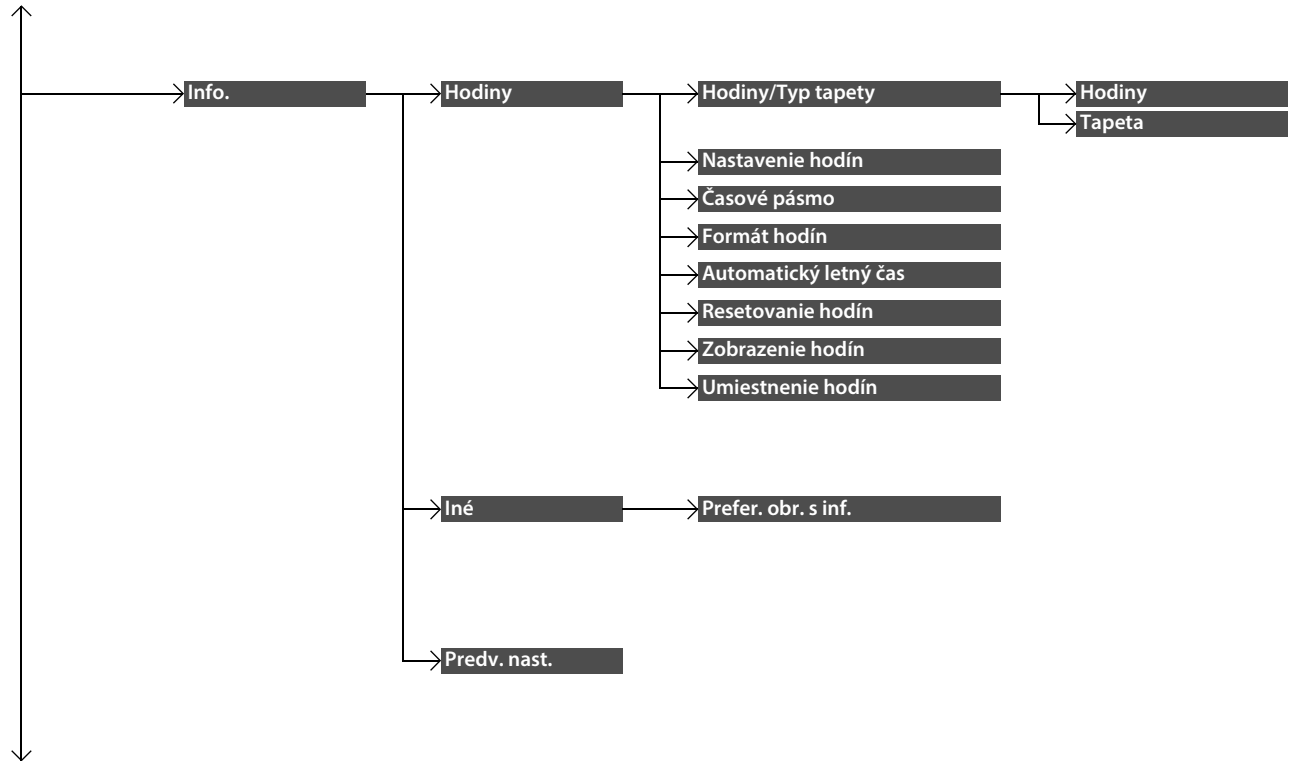 Info.
Hodiny
Hodiny/Typ tapety
Hodiny
Tapeta
Nastavenie hodín
Časové pásmo
Formát hodín
Automatický letný čas
Resetovanie hodín
Zobrazenie hodín
Umiestnenie hodín
Iné
Prefer. obr. s inf.
Predv. nast.